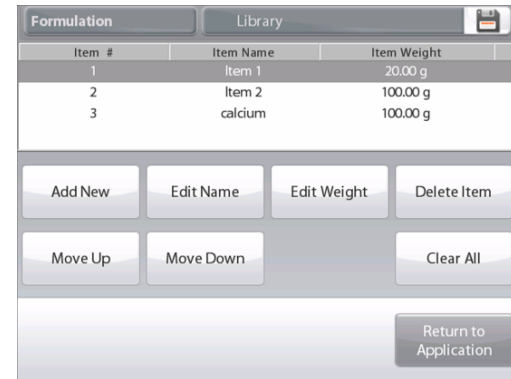 Formulation Library
Item # Item Name Item Weight
1 Item 1 20.00 g
2 Item 2 100.00 g
3 calcium 100.00 g
Add New Edit Name Edit Weight Delete Item
Move Up Move Down Clear All
Return to
Application